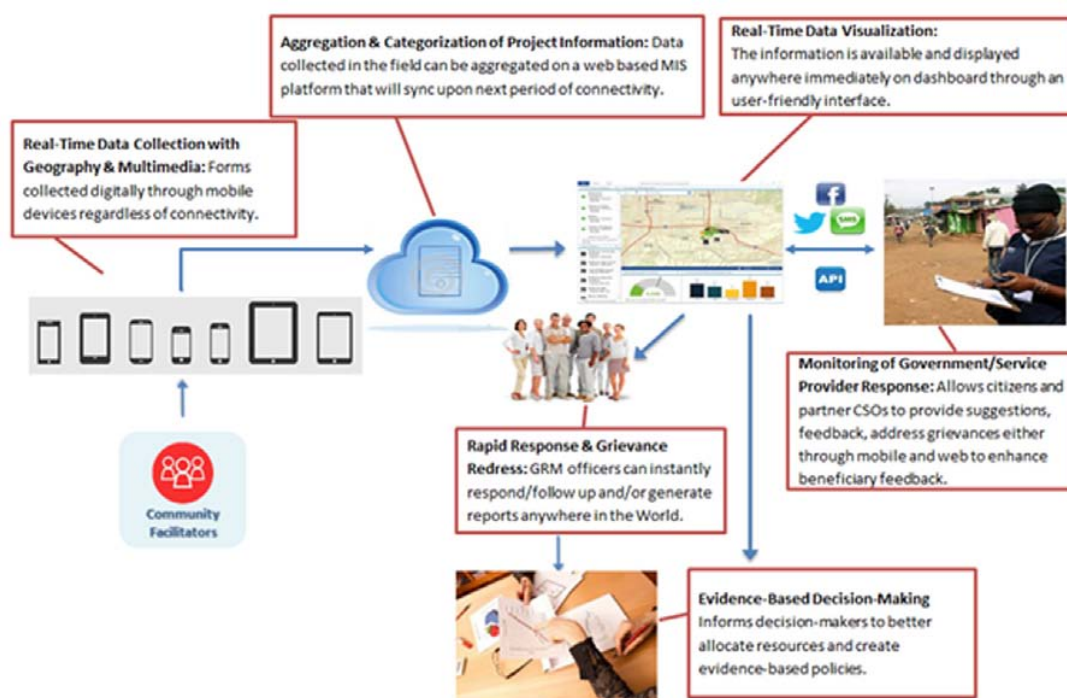 Aggregation & Categorization of Project Information: Data
collected in the field can be aggregated on a web based MIS
platform that will sync upon next period of connectivity.
Real-Time Data Visualization:
The information is available and displayed
anywhere immediately on dashboard through an
user-friendly interface.
Real-Time Data Collection with
Geography & Multimedia: Forms
collected digitally through mobile
devices regardless of connectivity.
SMS
API
Monitoring of Government/Service
Provider Response: Allows citizens and
partner CSOs to provide suggestions,
feedback, address grievances either
through mobile and web to enhance
beneficiary feedback.
Rapid Response & Grievance
Redress: GRM officers can instantly
respond/follow up and/or generate
reports anywhere in the World.
Community
Facilitators
Evidence-Based Decision-Making
Informs decision-makers to better
allocate resources and create
evidence-based policies.